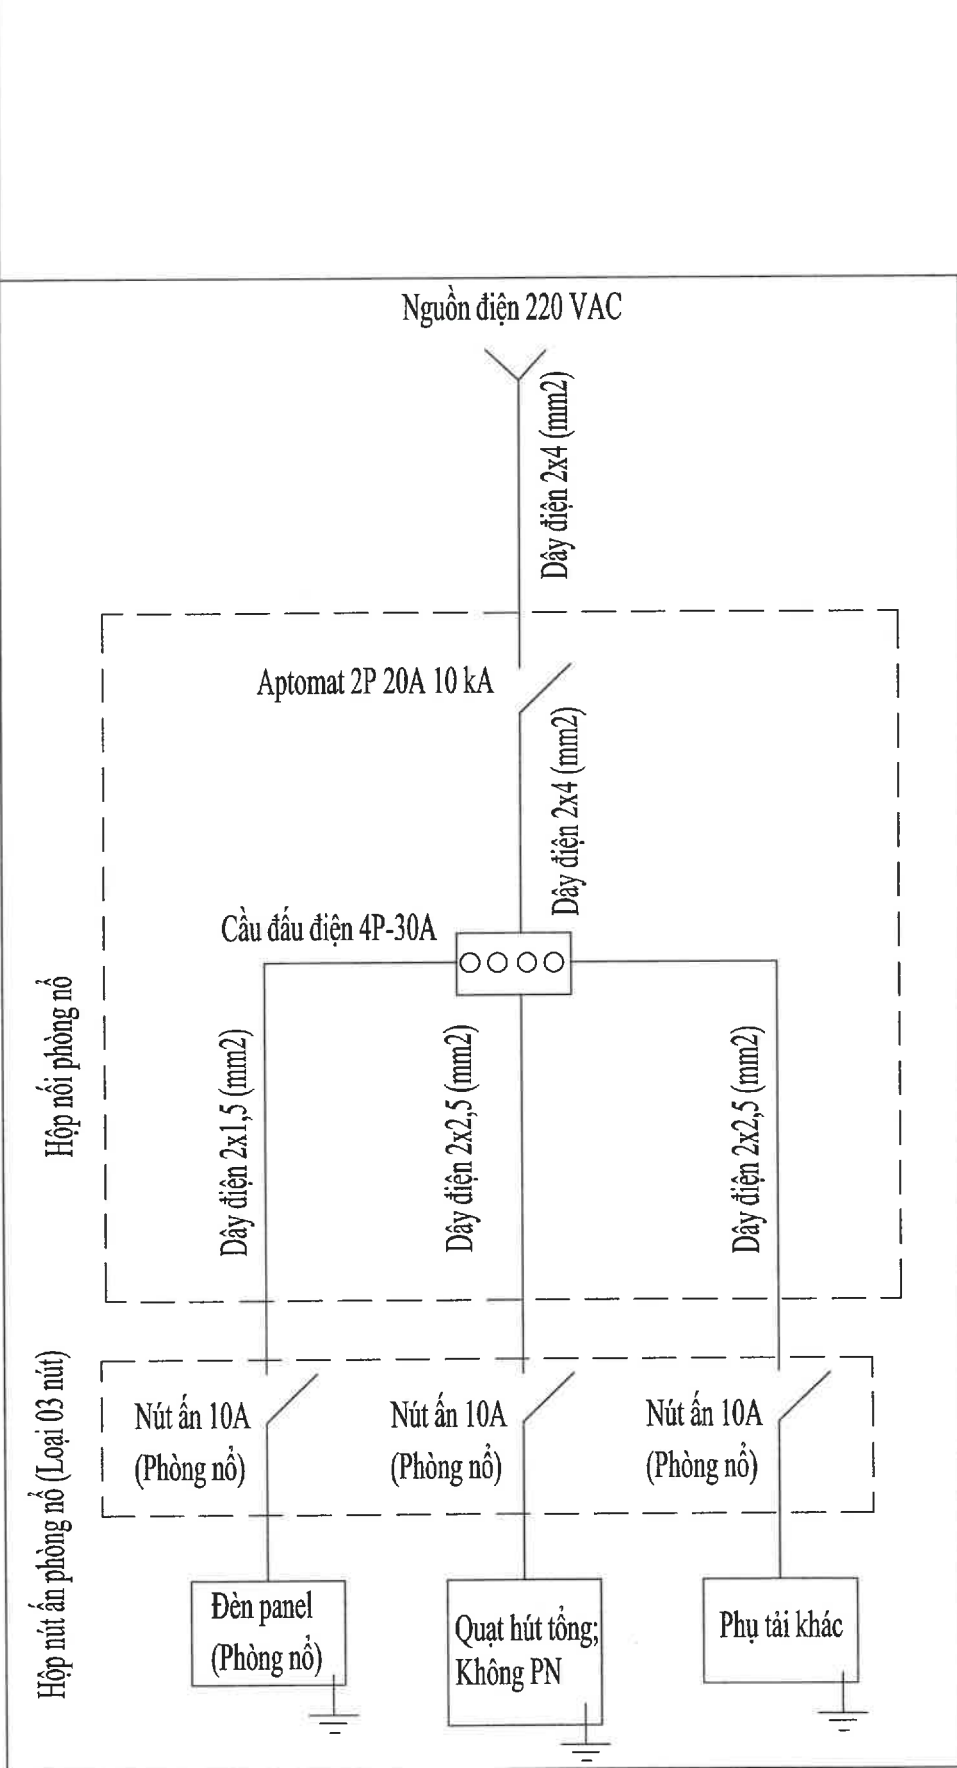 Nguồn điện 220 VAC
Dây điện 2x4 (mm2)
Aptomat 2P 20A 10 kA
Dây điện 2x4 (mm2)
Cầu đấu điện 4P-30A
Hộp nối phòng nổ
Dây điện 2x1,5 (mm2)
Dây điện 2x2,5 (mm2)
Dây điện 2x2,5 (mm2)
Hộp nút ấn phòng nổ (Loại 03 nút)
Nút ấn 10A
(Phòng nổ)
Nút ấn 10A
(Phòng nổ)
Nút ấn 10A
(Phòng nổ)
Đèn panel
(Phòng nổ)
Quạt hút tổng;
Không PN
Phụ tải khác